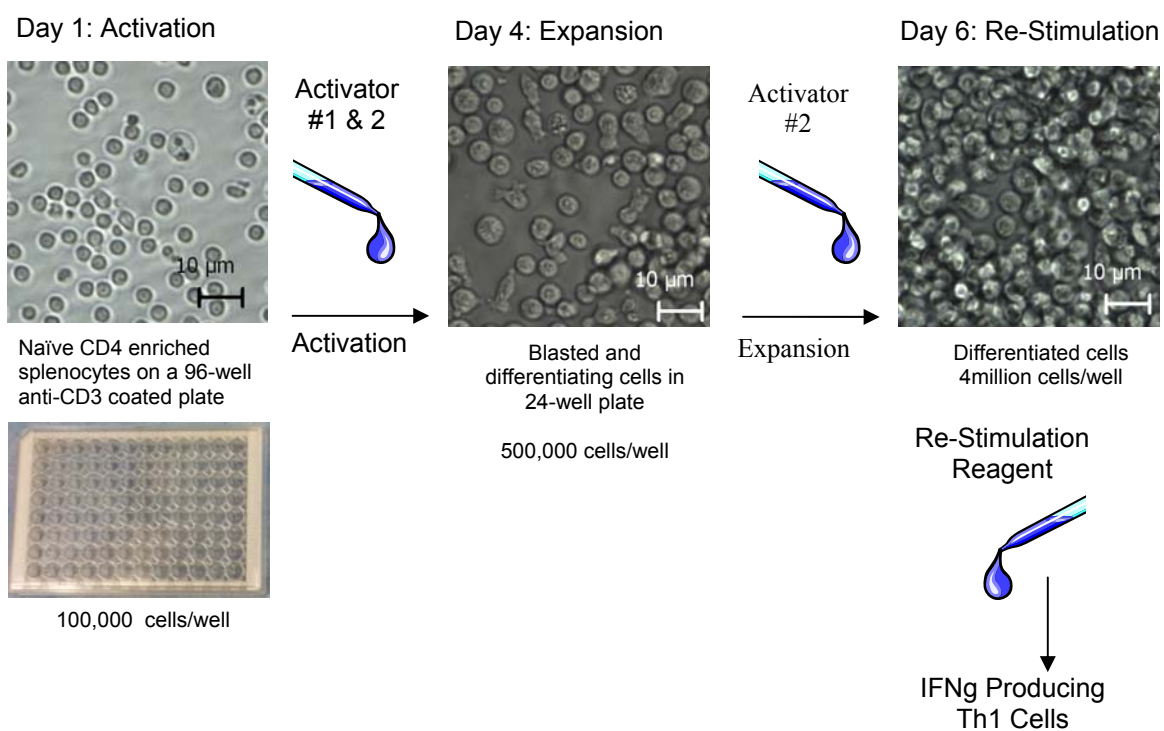 Day 1: Activation
Day 4: Expansion
Day 6: Re-Stimulation
Activator
#1 & 2
Activator
#2
10 µm
10 µm
10 µm
Activation
Expansion
Naïve CD4 enriched
splenocytes on a 96-well
anti-CD3 coated plate
Blasted and
differentiating cells in
24-well plate
Differentiated cells
4million cells/well
500,000 cells/well
100,000 cells/well
Re-Stimulation
Reagent
IFNg Producing
Th1 Cells